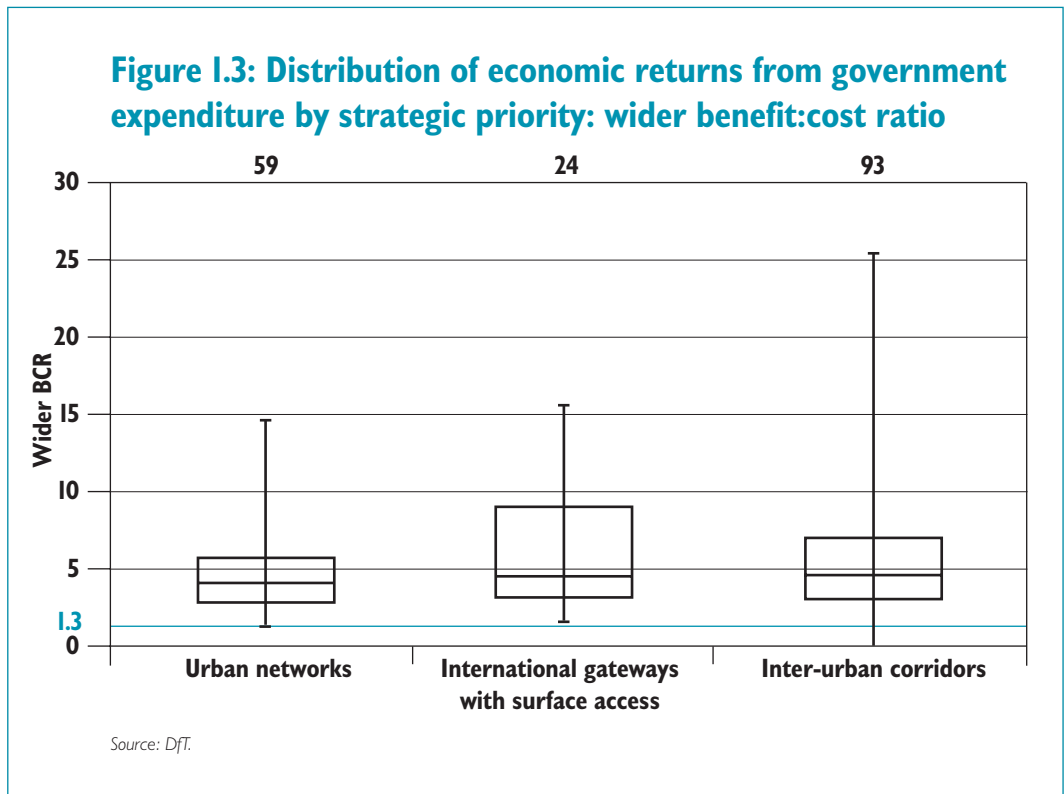 Figure 1.3: Distribution of economic returns from government
expenditure by strategic priority: wider benefit:cost ratio
59 24 93
30
25
20
15
10
5
1.3
0
Wider BCR
Urban networks
International gateways
with surface access
Inter-urban corridors
Source: DfT.